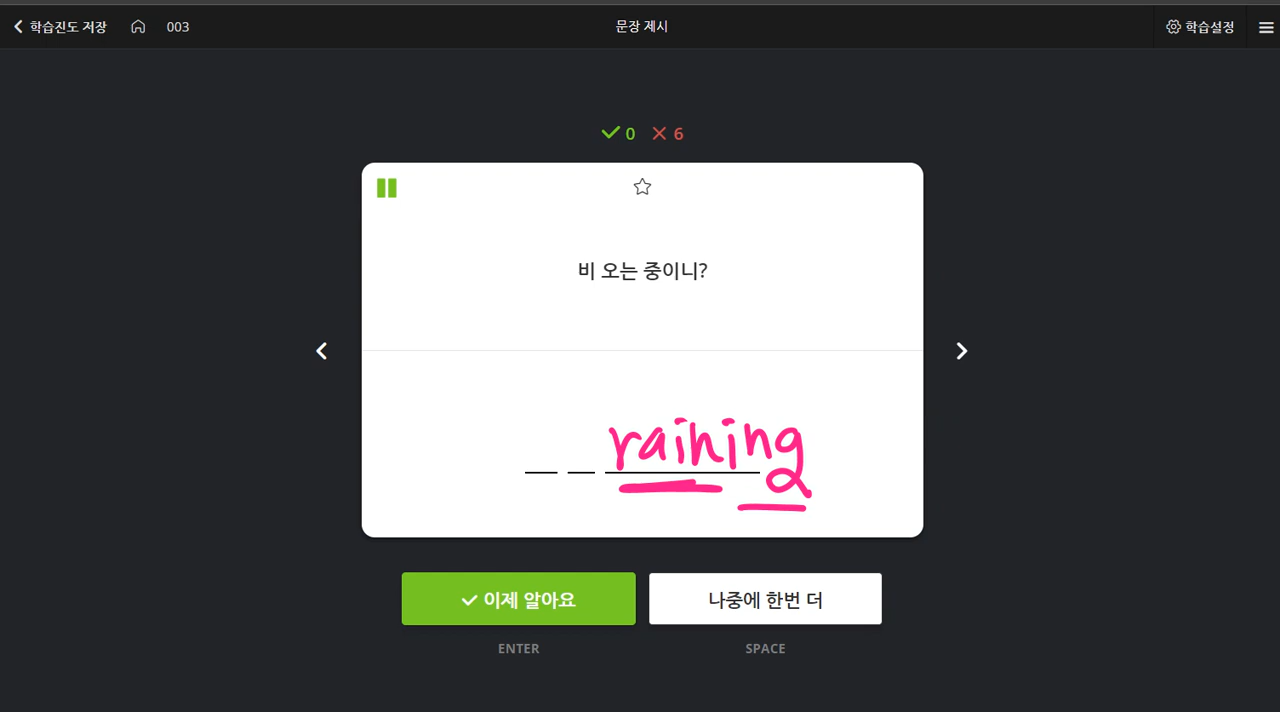 학습진도 저장 003 문장 제시 학습설정
0 6
비 오는 중이니?
raining
이제 알아요 나중에 한번 더
ENTER SPACE